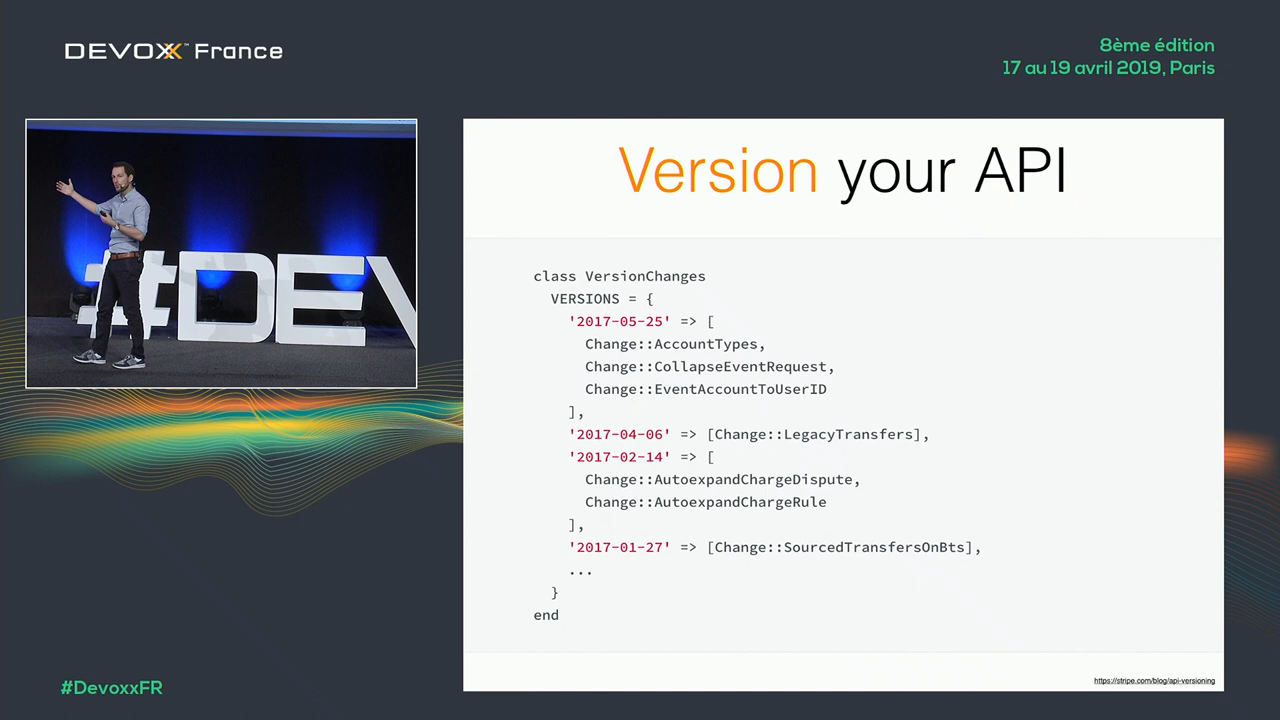 DEVOXX™ France
8ème édition
17 au 19 avril 2019, Paris
#DEV
Version your API
class VersionChanges
  VERSIONS = {
    '2017-05-25' => [
      Change::AccountTypes,
      Change::CollapseEventRequest,
      Change::EventAccountToUserID
    ],
    '2017-04-06' => [Change::LegacyTransfers],
    '2017-02-14' => [
      Change::AutoexpandChargeDispute,
      Change::AutoexpandChargeRule
    ],
    '2017-01-27' => [Change::SourcedTransfersOnBts],
    ...
  }
end
https://stripe.com/blog/api-versioning
#DevoxxFR